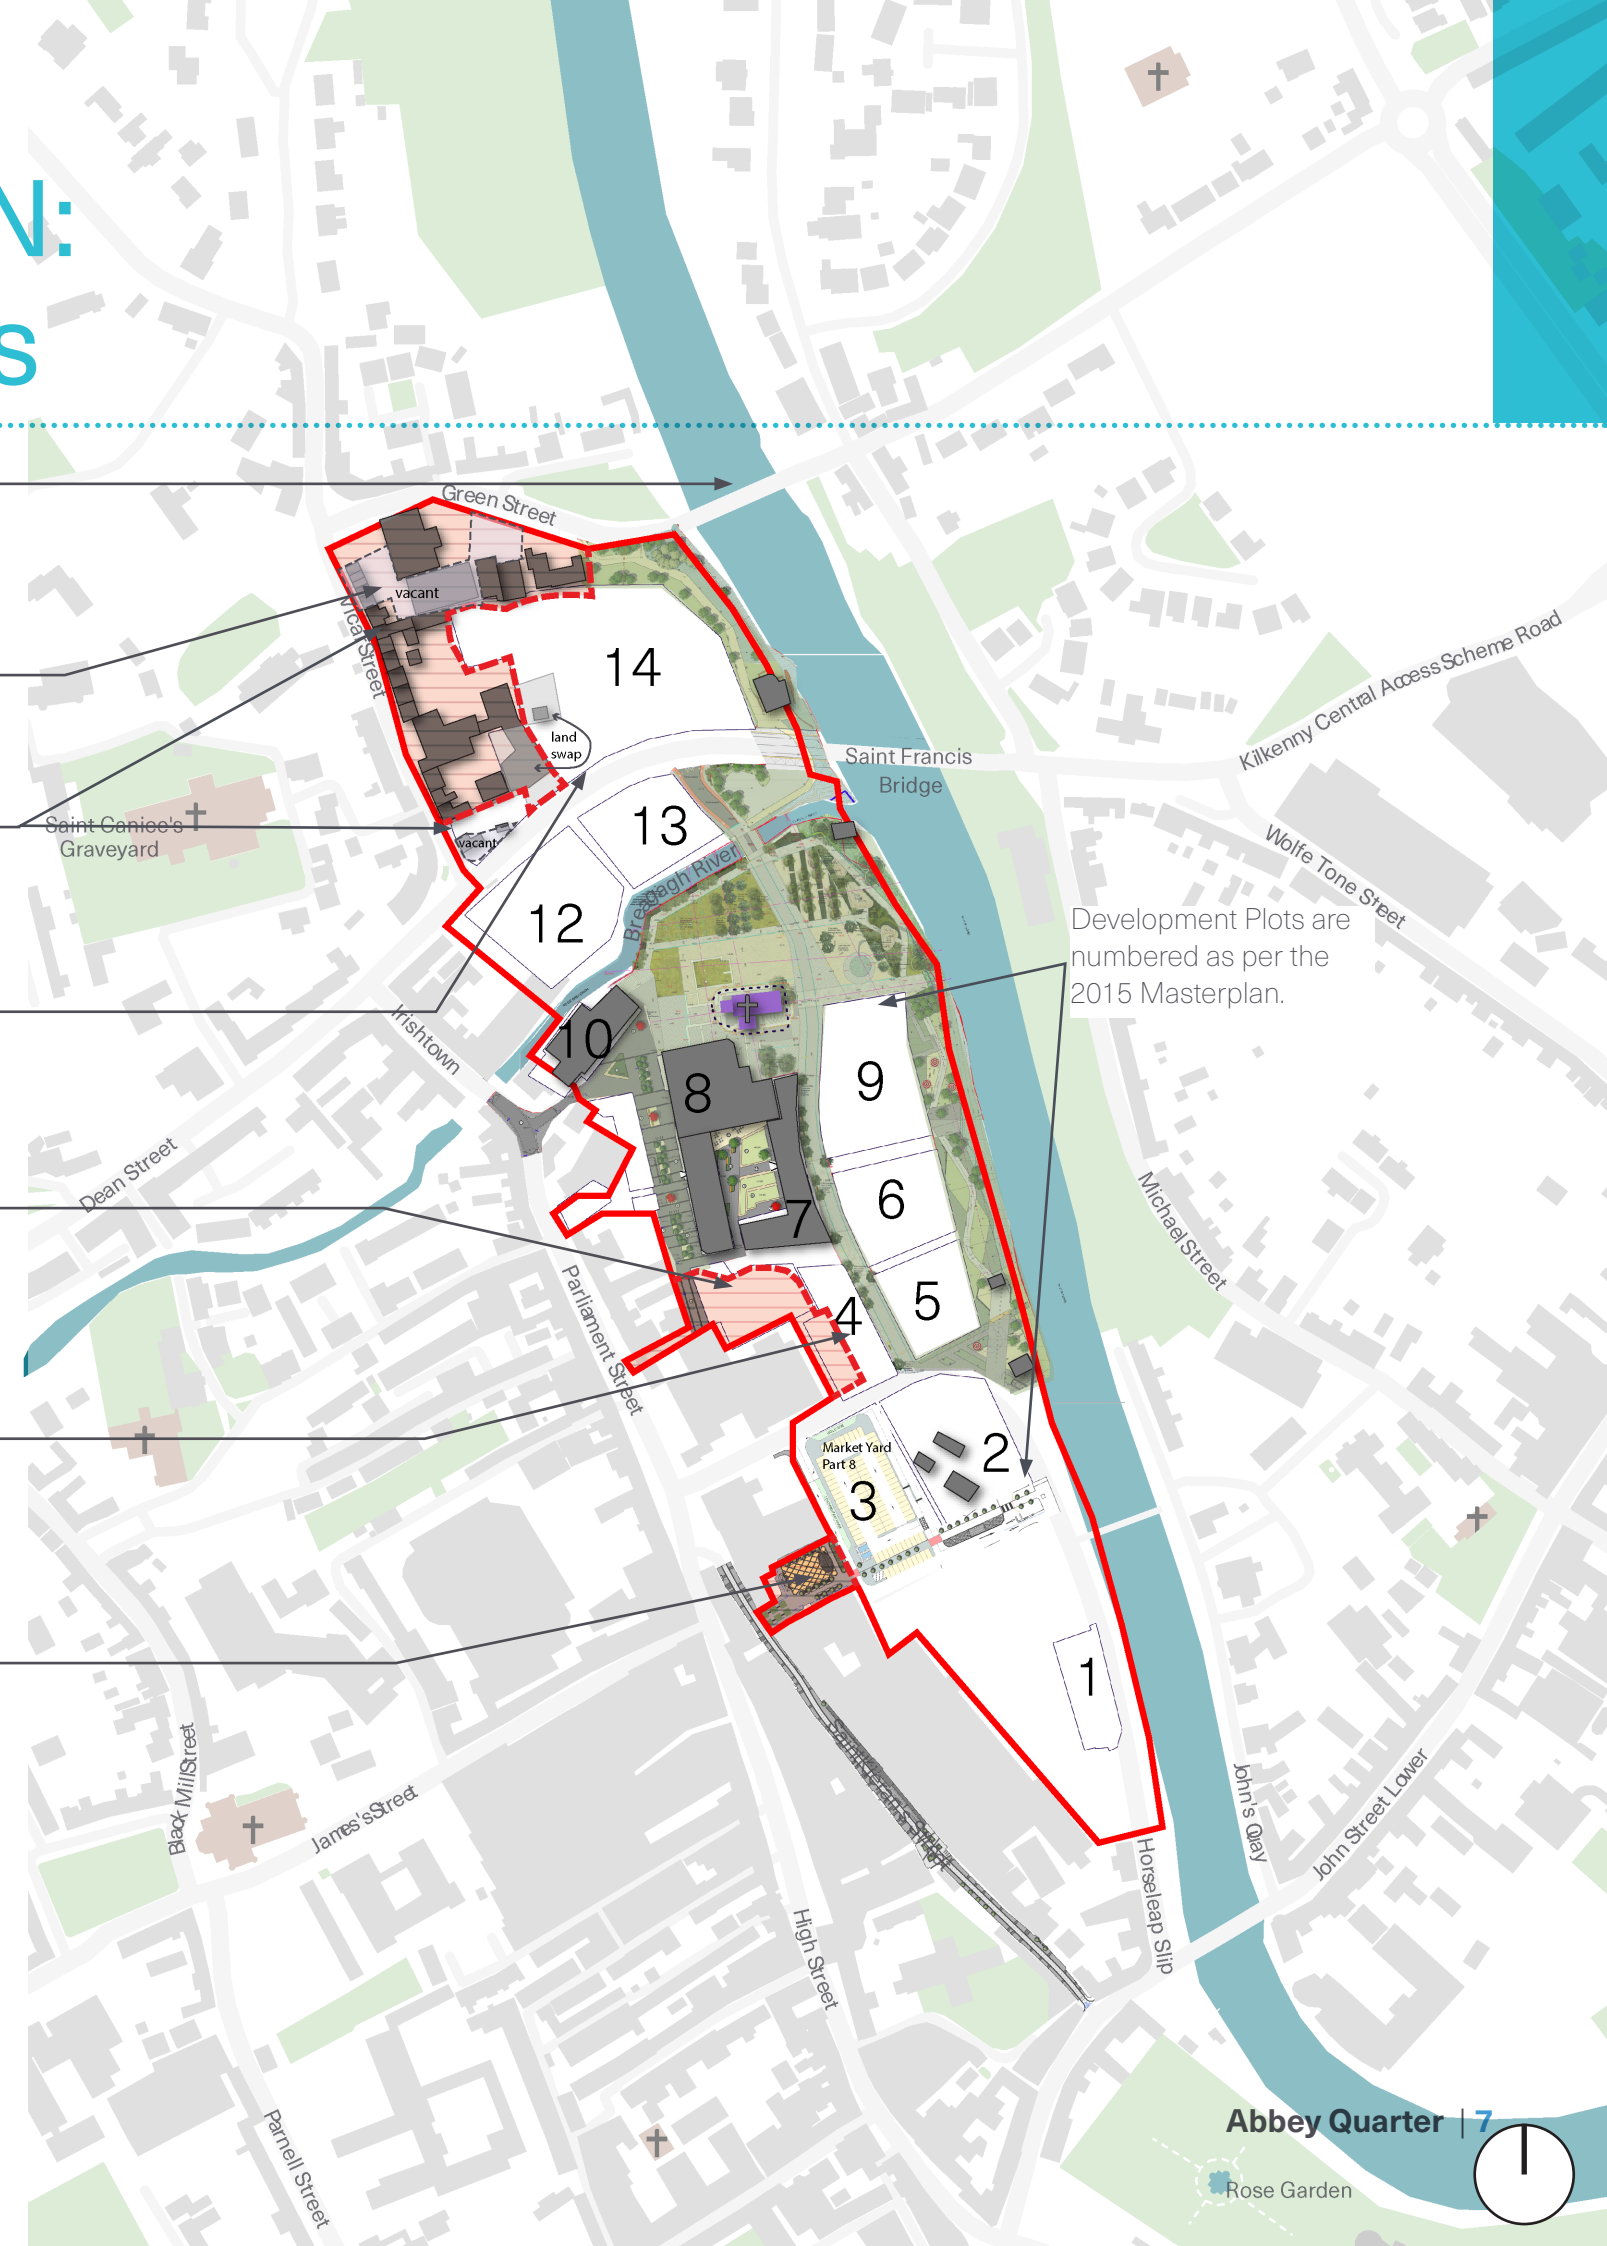 N:
s
Green Street
vacant
Vicar Street
14
land
swap
Saint Francis
Bridge
Kilkenny Central Access Scheme Road
13
Saint Canice's
Graveyard
vacant
Breagagh River
Wolfe Tone Street
12
Development Plots are
numbered as per the
2015 Masterplan.
Irishtown
10
8
9
Dean Street
Michael Street
6
7
5
4
Parliament Street
Market Yard
Part 8
2
3
1
Black Mill Street
James's Street
John's Quay
John Street Lower
Horseleap Slip
High Street
Parnell Street
Abbey Quarter | 7
Rose Garden